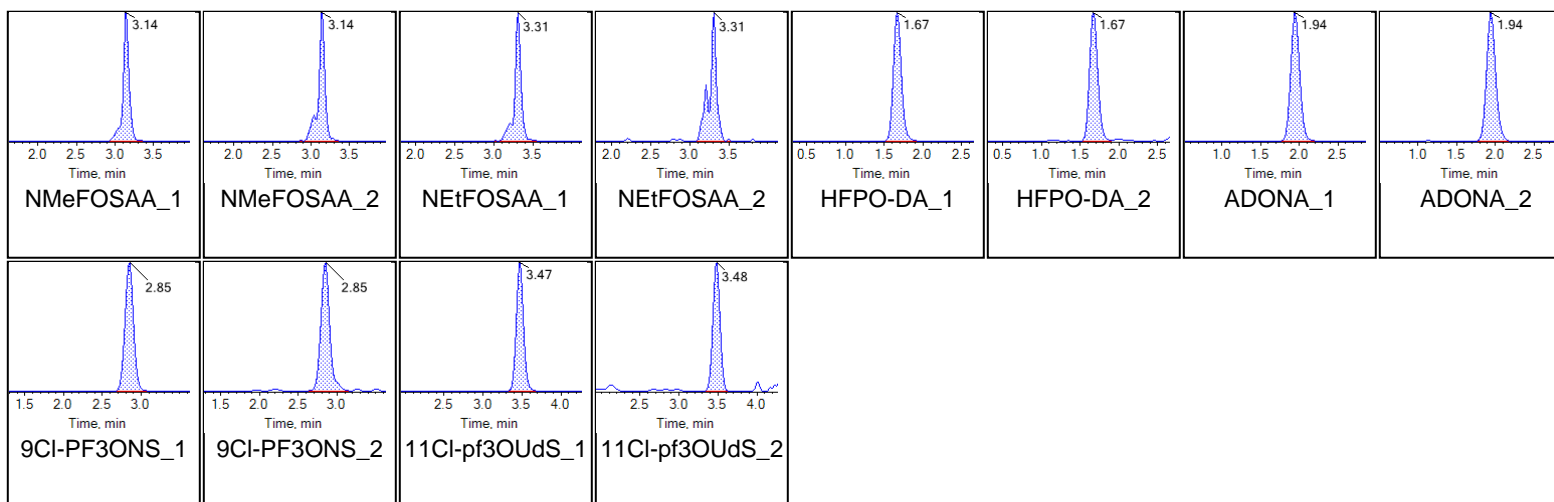 3.14
2.0 2.5 3.0 3.5
Time, min
NMeFOSAA_1
3.14
2.0 2.5 3.0 3.5
Time, min
NMeFOSAA_2
3.31
2.0 2.5 3.0 3.5
Time, min
NEtFOSAA_1
3.31
2.0 2.5 3.0 3.5
Time, min
NEtFOSAA_2
1.67
0.5 1.0 1.5 2.0 2.5
Time, min
HFPO-DA_1
1.67
0.5 1.0 1.5 2.0 2.5
Time, min
HFPO-DA_2
1.94
1.0 1.5 2.0 2.5
Time, min
ADONA_1
1.94
1.0 1.5 2.0 2.5
Time, min
ADONA_2
2.85
1.5 2.0 2.5 3.0
Time, min
9Cl-PF3ONS_1
2.85
1.5 2.0 2.5 3.0
Time, min
9Cl-PF3ONS_2
3.47
2.5 3.0 3.5 4.0
Time, min
11Cl-pf3OUdS_1
3.48
2.5 3.0 3.5 4.0
Time, min
11Cl-pf3OUdS_2